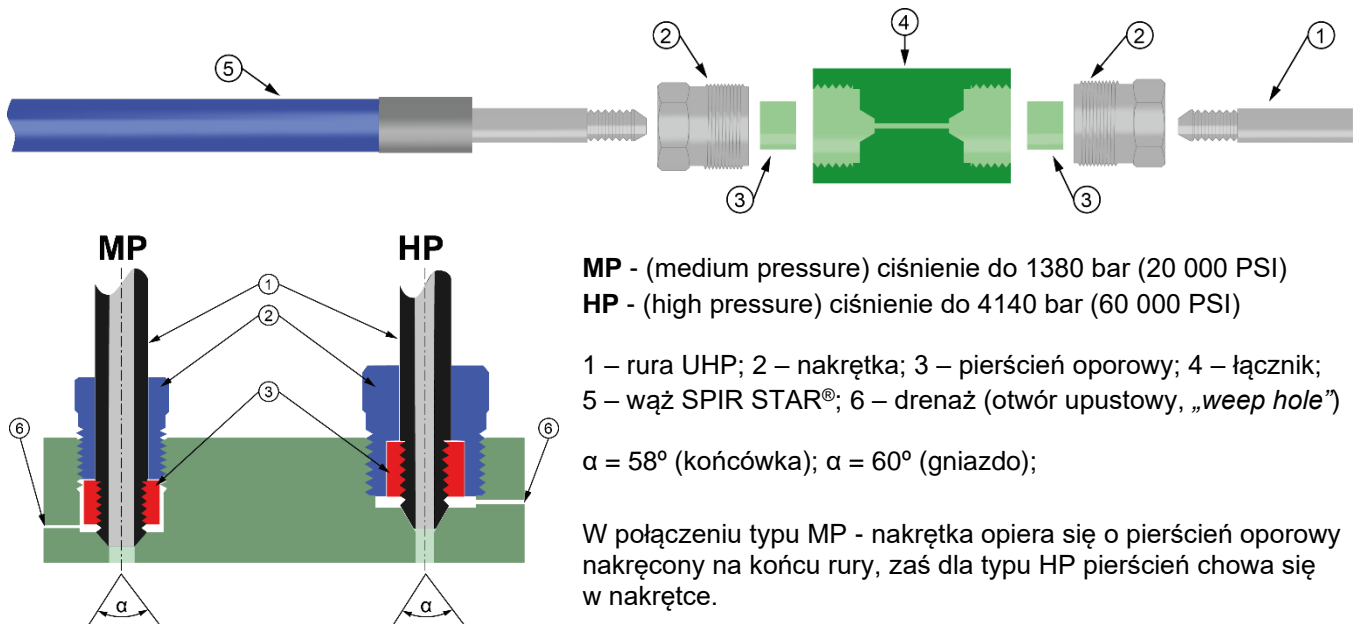 ② ④ ② ①
⑤
③ ③
MP HP
①
②
③
⑥ ⑥
α α
MP - (medium pressure) ciśnienie do 1380 bar (20 000 PSI)
HP - (high pressure) ciśnienie do 4140 bar (60 000 PSI)
1 – rura UHP; 2 – nakrętka; 3 – pierścień oporowy; 4 – łącznik;
5 – wąż SPIR STAR®; 6 – drenaż (otwór upustowy, „weep hole”)
α = 58º (końcówka); α = 60º (gniazdo);
W połączeniu typu MP - nakrętka opiera się o pierścień oporowy
nakręcony na końcu rury, zaś dla typu HP pierścień chowa się
w nakrętce.